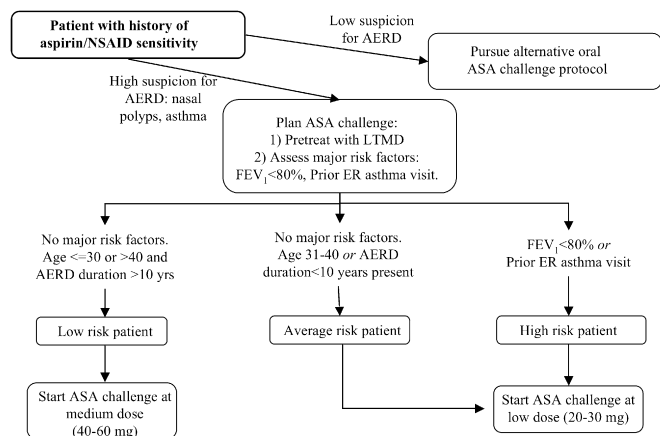 Patient with history of
aspirin/NSAID sensitivity
Low suspicion
for AERD
Pursue alternative oral
ASA challenge protocol
High suspicion for
AERD: nasal
polyps, asthma
Plan ASA challenge:
1) Pretreat with LTMD
2) Assess major risk factors:
FEV1<80%, Prior ER asthma visit.
No major risk factors.
Age <=30 or >40 and
AERD duration >10 yrs
No major risk factors.
Age 31-40 or AERD
duration<10 years present
FEV1<80% or
Prior ER asthma visit
Low risk patient
Average risk patient
High risk patient
Start ASA challenge at
medium dose
(40-60 mg)
Start ASA challenge at
low dose (20-30 mg)